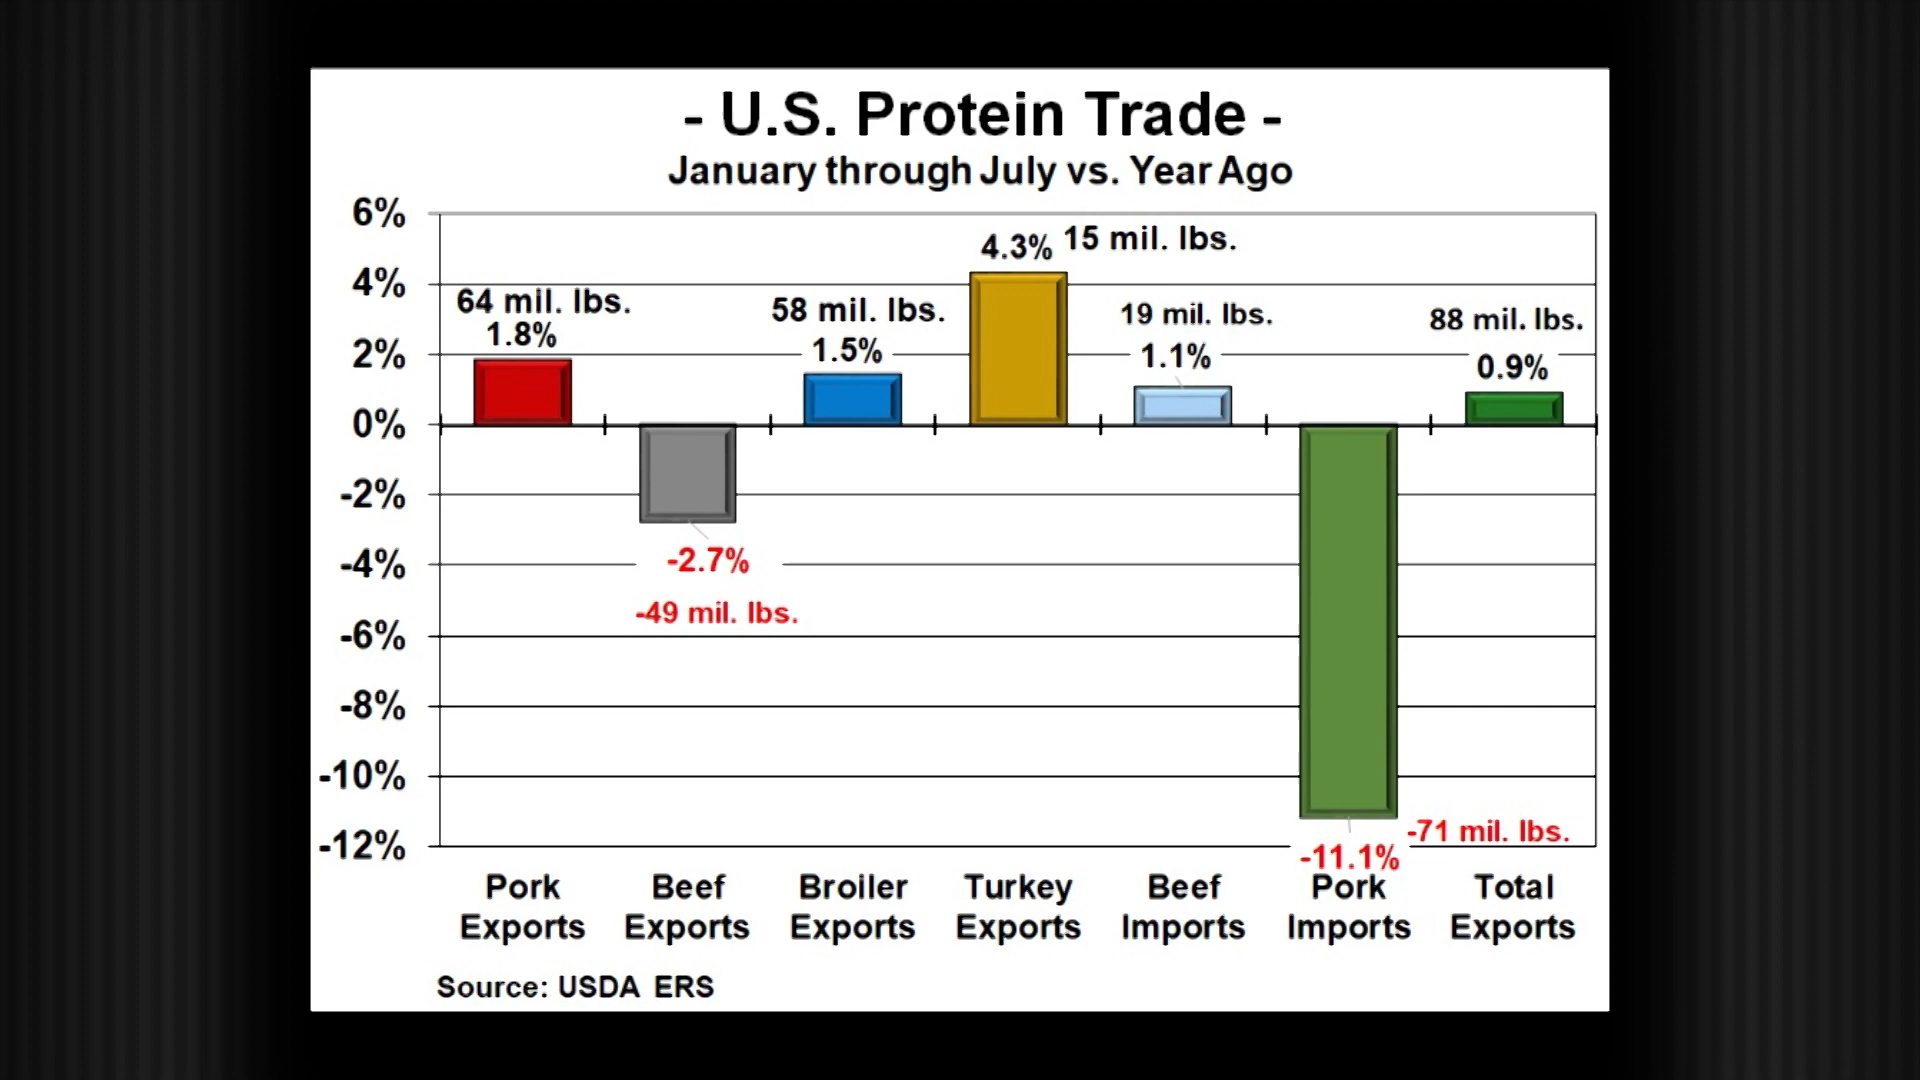 - U.S. Protein Trade -
January through July vs. Year Ago
6%
4%
2%
0%
-2%
-4%
-6%
-8%
-10%
-12%
64 mil. lbs.
1.8%
-2.7%
-49 mil. lbs.
58 mil. lbs.
1.5%
4.3% 15 mil. lbs.
19 mil. lbs.
1.1%
-11.1%
-71 mil. lbs.
88 mil. lbs.
0.9%
Pork
Exports
Beef
Exports
Broiler
Exports
Turkey
Exports
Beef
Imports
Pork
Imports
Total
Exports
Source: USDA ERS